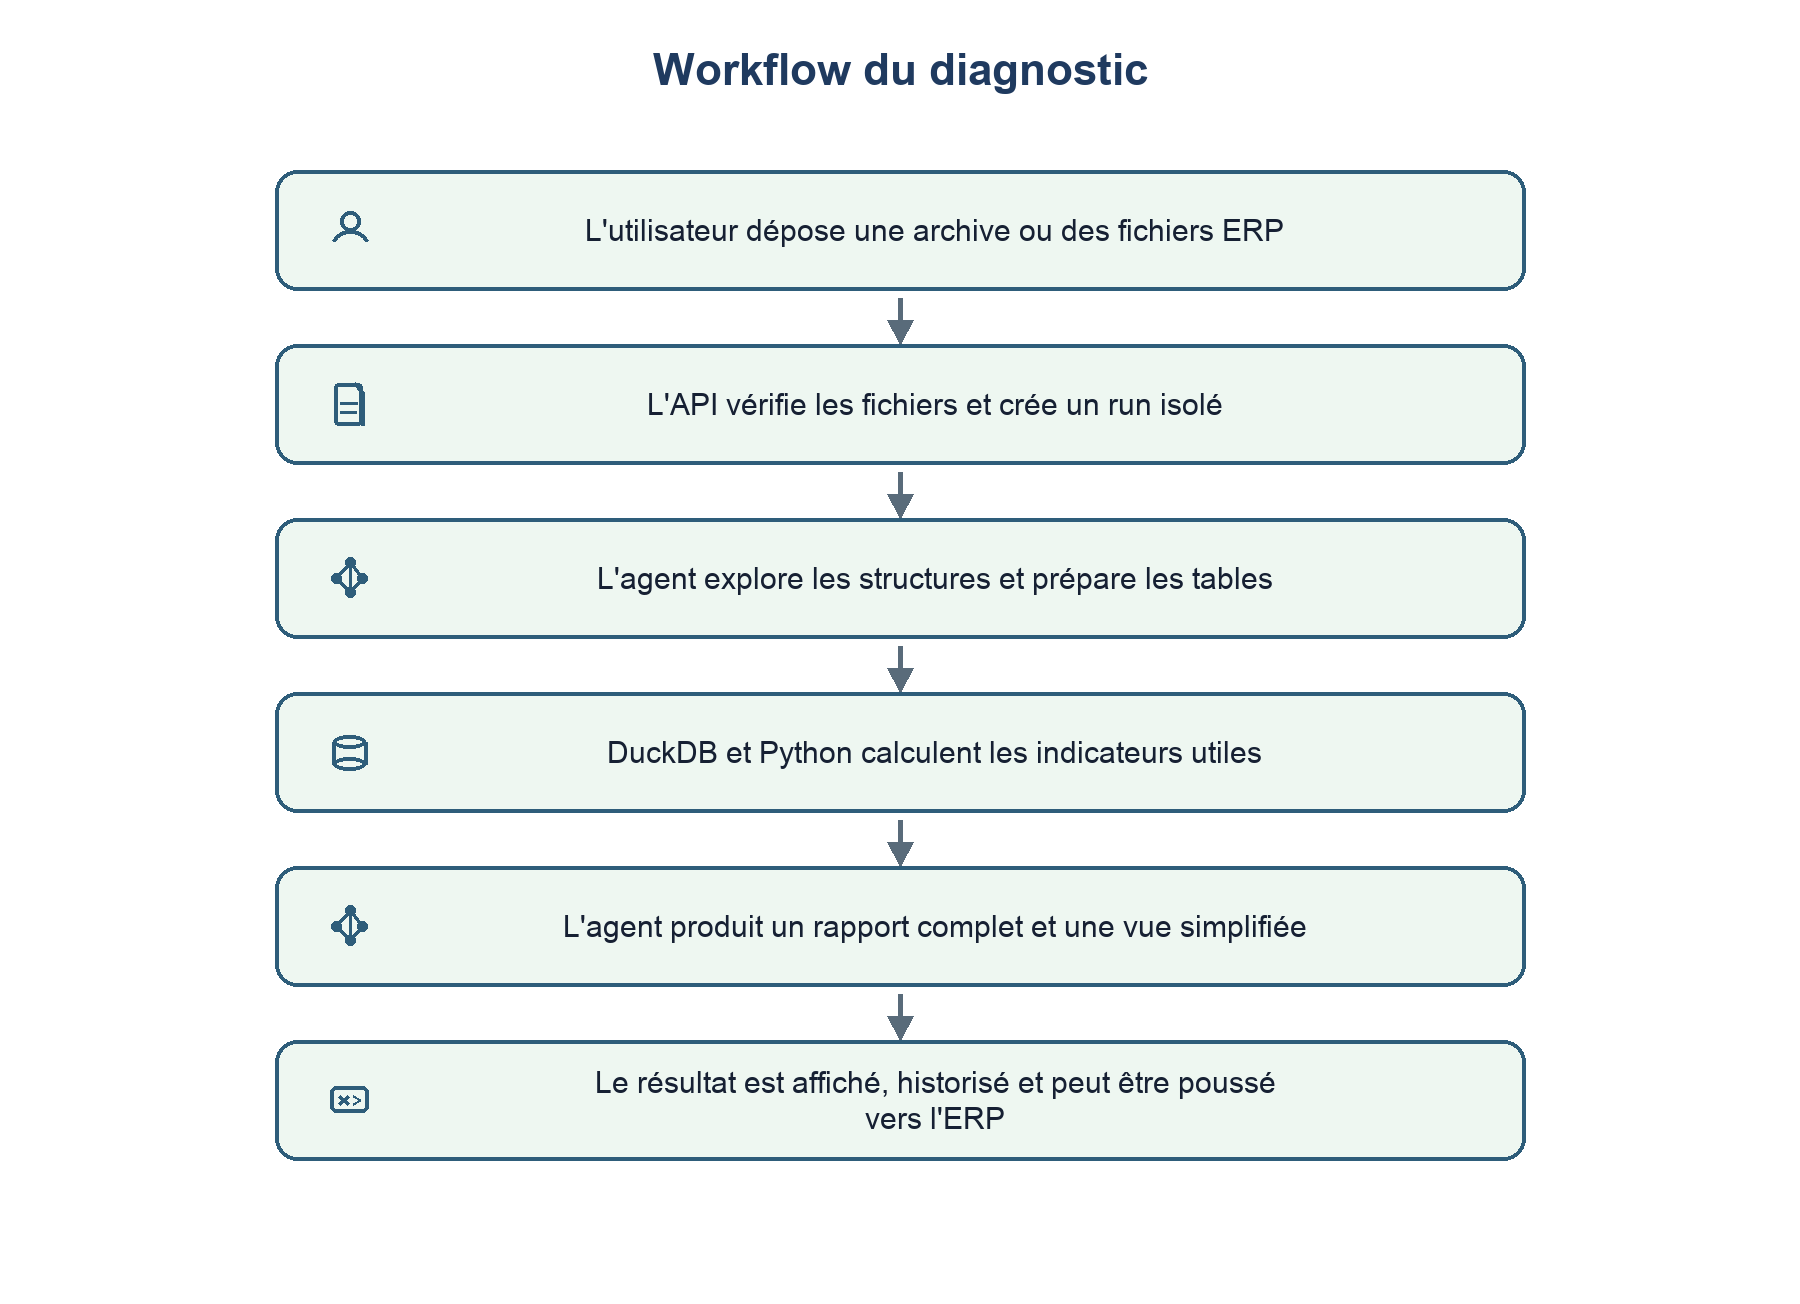 Workflow du diagnostic
L'utilisateur dépose une archive ou des fichiers ERP
L'API vérifie les fichiers et crée un run isolé
L'agent explore les structures et prépare les tables
DuckDB et Python calculent les indicateurs utiles
L'agent produit un rapport complet et une vue simplifiée
Le résultat est affiché, historisé et peut être poussé
vers l'ERP